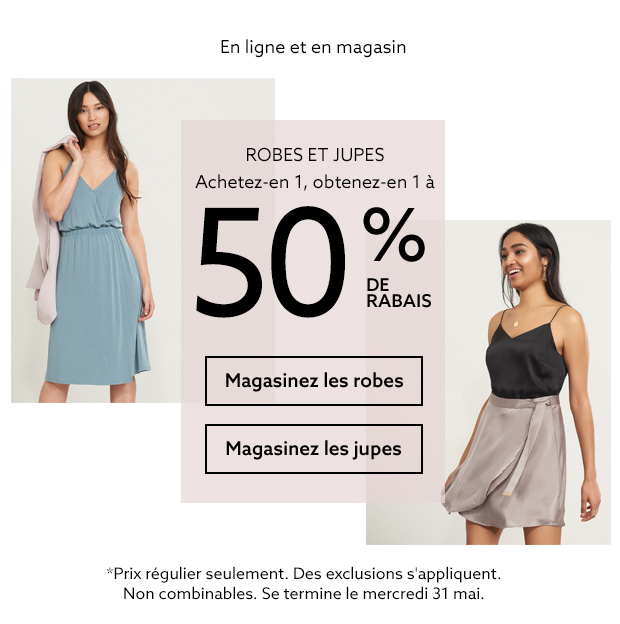 En ligne et en magasin
ROBES ET JUPES
Achetez-en 1, obtenez-en 1 à
50 %
DE
RABAIS
Magasinez les robes
Magasinez les jupes
*Prix régulier seulement. Des exclusions s'appliquent.
Non combinables. Se termine le mercredi 31 mai.